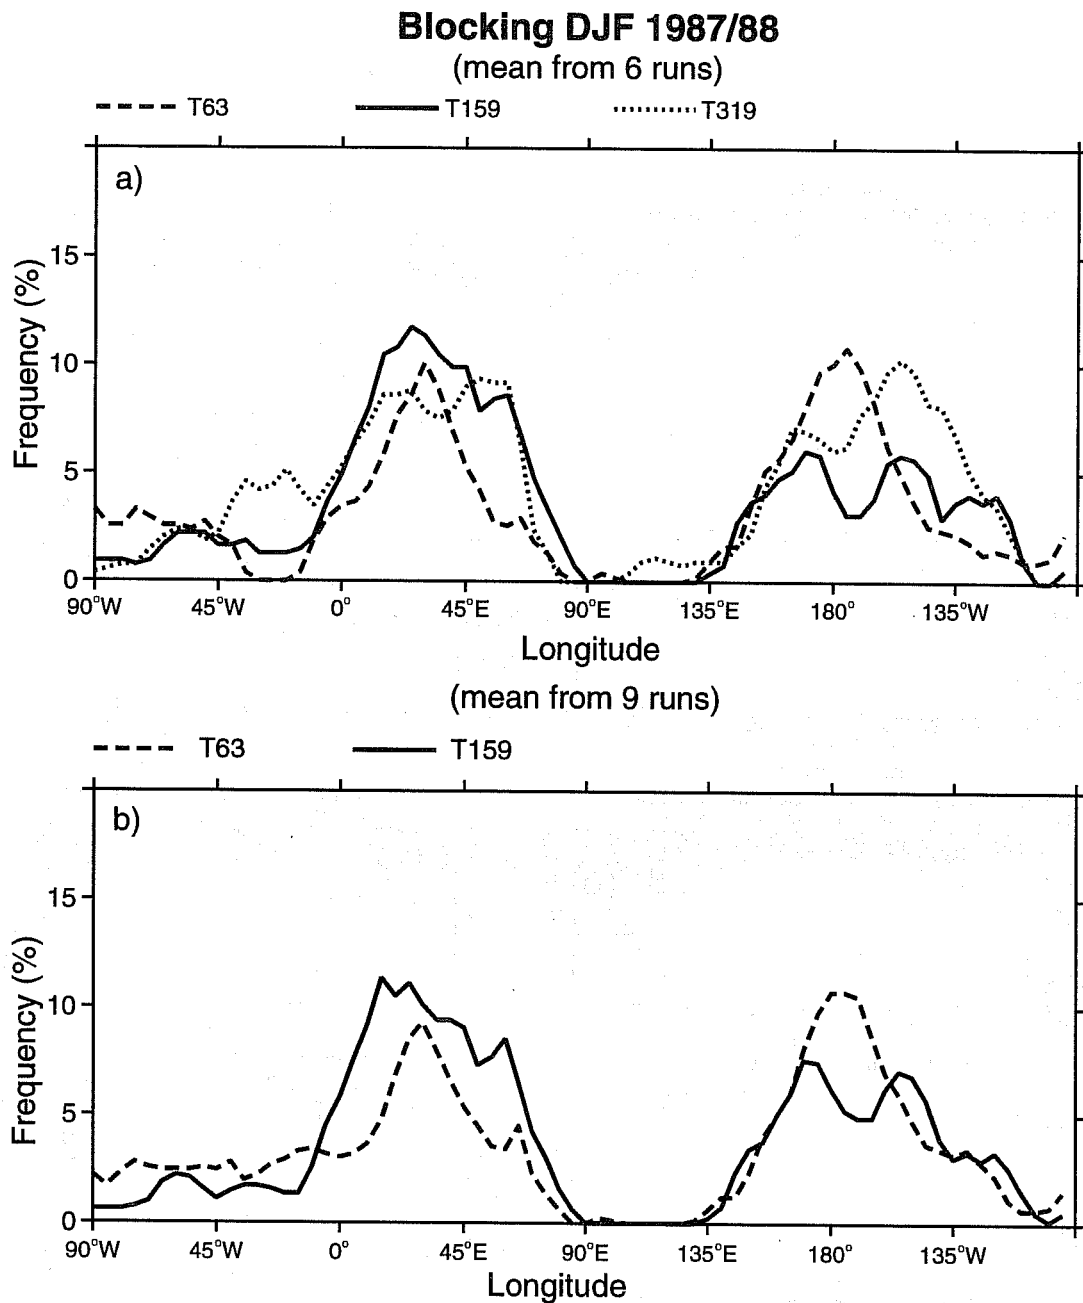 Blocking DJF 1987/88
(mean from 6 runs)
T63 T159 T319
a)
15
10
5
0
Frequency (%)
90°W 45°W 0° 45°E 90°E 135°E 180° 135°W
Longitude
(mean from 9 runs)
T63 T159
b)
15
10
5
0
Frequency (%)
90°W 45°W 0° 45°E 90°E 135°E 180° 135°W
Longitude